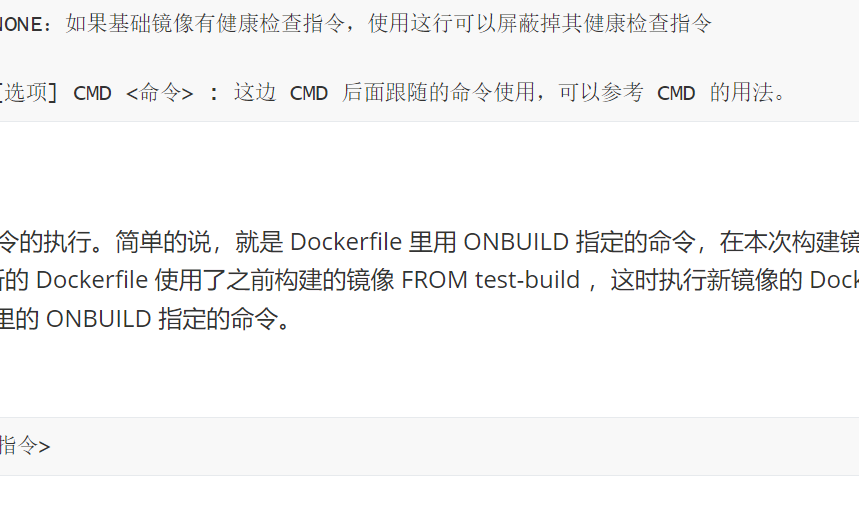 NONE：如果基础镜像有健康检查指令，使用这行可以屏蔽掉其健康检查指令
[选项] CMD <命令> : 这边 CMD 后面跟随的命令使用，可以参考 CMD 的用法。
令的执行。简单的说，就是 Dockerfile 里用 ONBUILD 指定的命令，在本次构建镜
新的 Dockerfile 使用了之前构建的镜像 FROM test-build ，这时执行新镜像的 Dock
里的 ONBUILD 指定的命令。
指令>